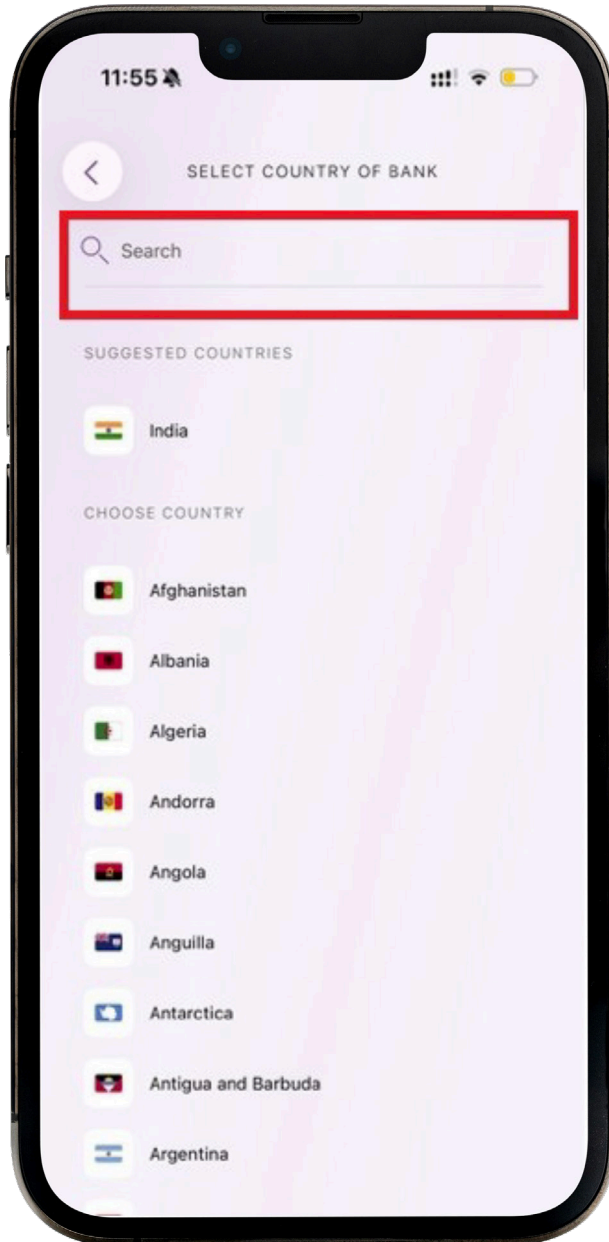 11:55
SELECT COUNTRY OF BANK
Search
SUGGESTED COUNTRIES
India
CHOOSE COUNTRY
Afghanistan
Albania
Algeria
Andorra
Angola
Anguilla
Antarctica
Antigua and Barbuda
Argentina